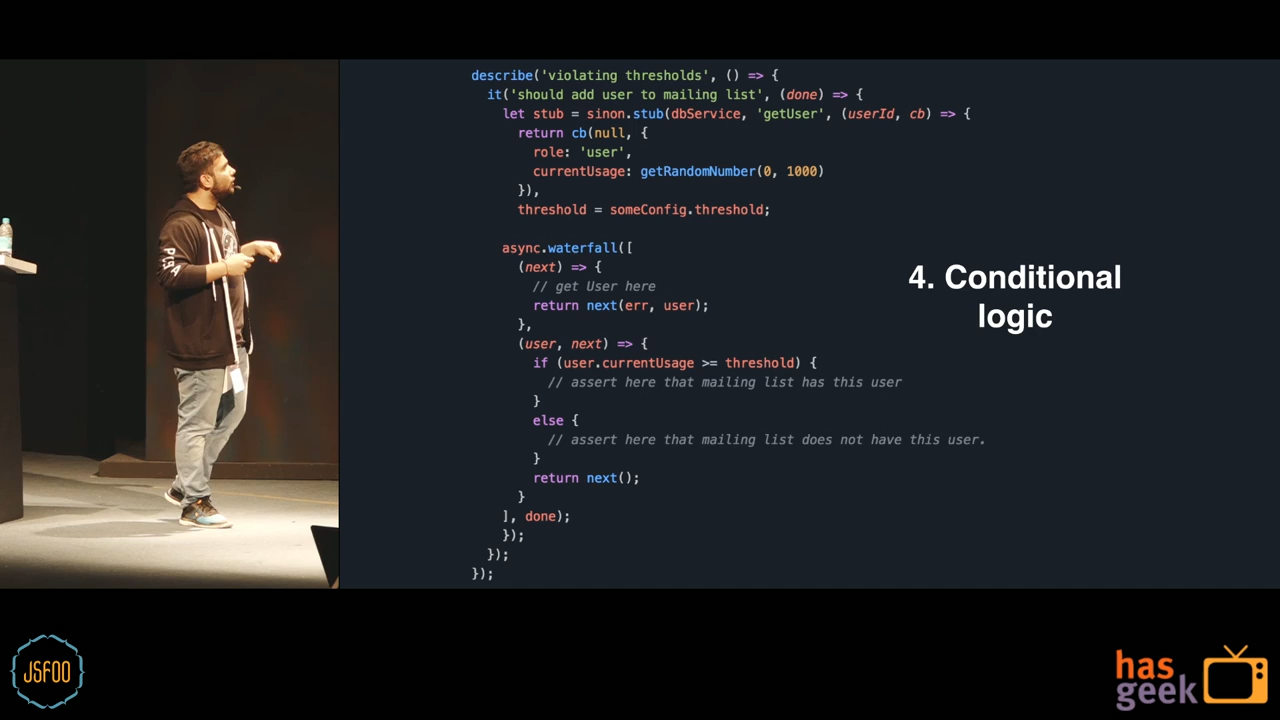 describe('violating thresholds', () => {
it('should add user to mailing list', (done) => {
let stub = sinon.stub(dbService, 'getUser', (userId, cb) => {
return cb(null, {
role: 'user',
currentUsage: getRandomNumber(0, 1000)
}),
threshold = someConfig.threshold;
async.waterfall([
(next) => {
// get User here
return next(err, user);
},
(user, next) => {
if (user.currentUsage >= threshold) {
// assert here that mailing list has this user
}
else {
// assert here that mailing list does not have this user.
}
return next();
}
], done);
});
});
});
4. Conditional
logic
JSFOO
has
geek